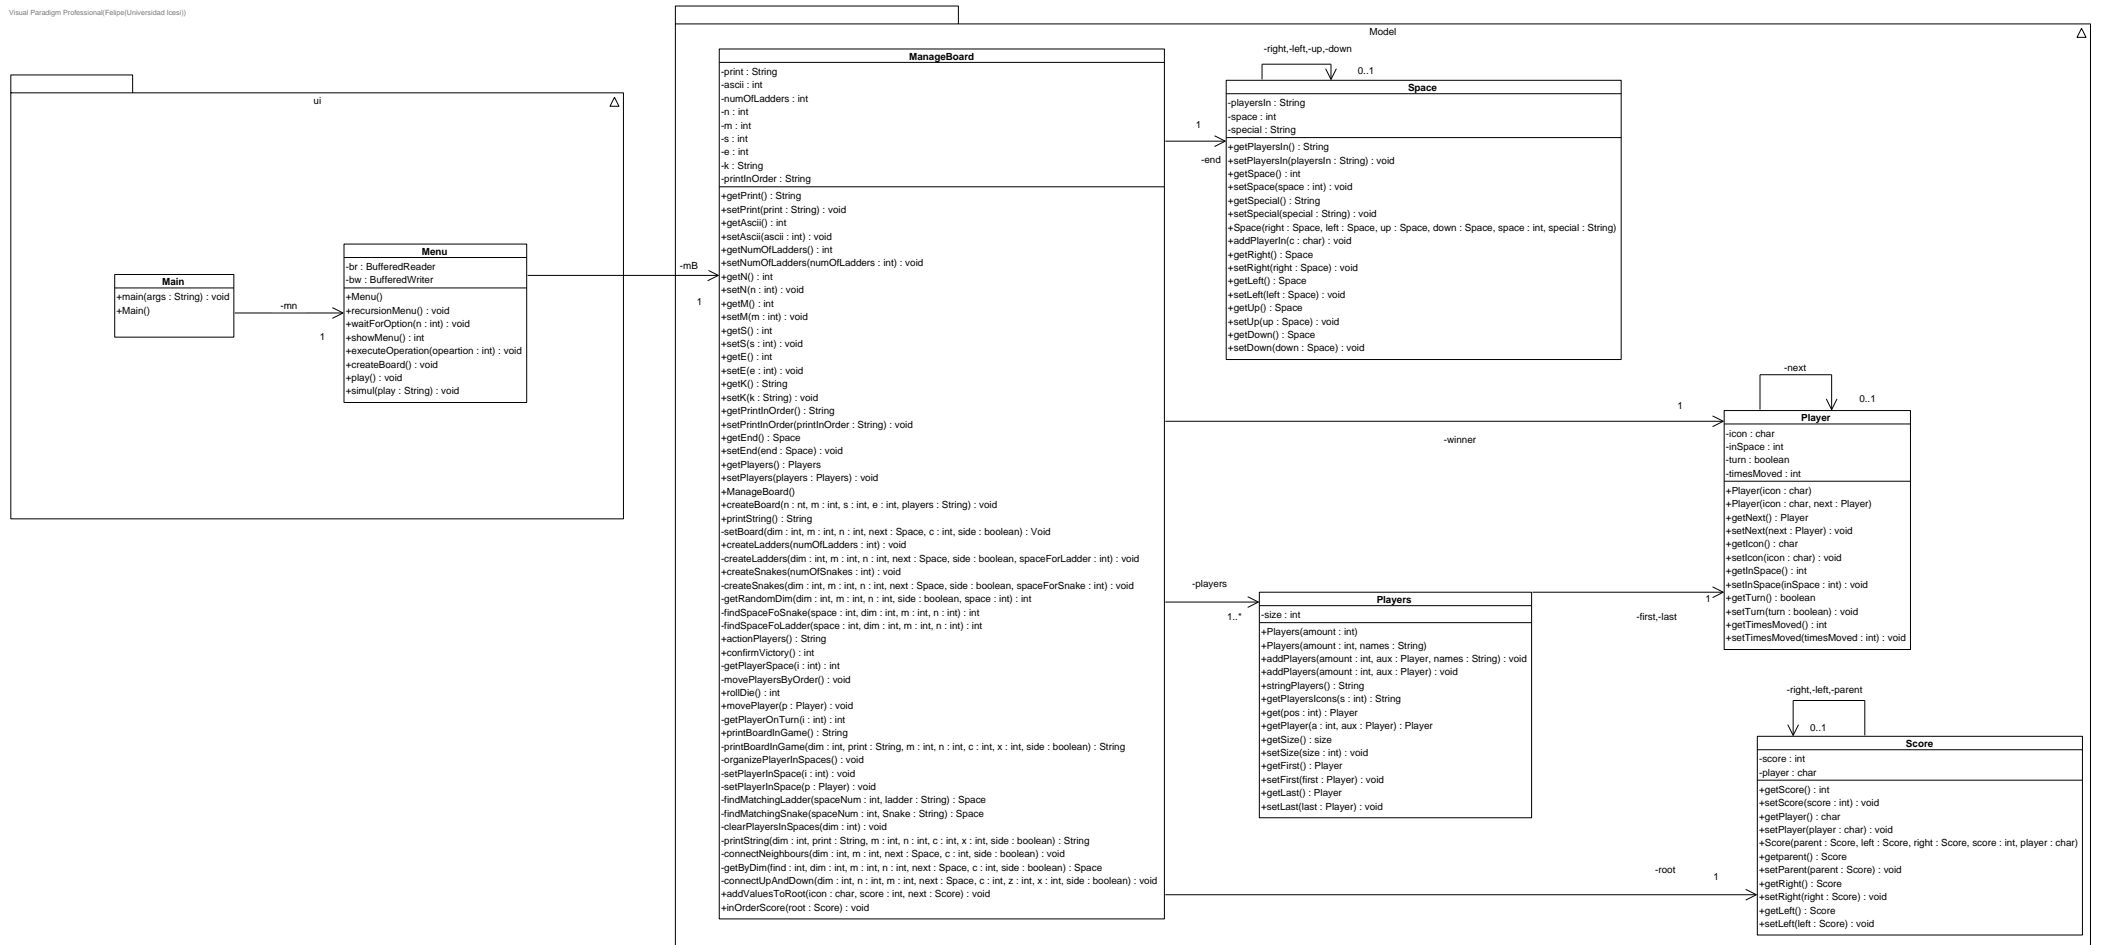 Visual Paradigm Professional(Felipe(Universidad Icesi))
ui
Main
+main(args : String) : void
+Main()
-mn
1
Menu
-br : BufferedReader
-bw : BufferedWriter
+Menu()
+recursionMenu() : void
+waitForOption(n : int) : void
+showMenu() : int
+executeOperation(opeartion : int) : void
+createBoard() : void
+play() : void
+simul(play : String) : void
-mB
1
Model
ManageBoard
-print : String
-ascii : int
-numOfLadders : int
-n : int
-m : int
-s : int
-e : int
-k : String
-printInOrder : String
+getPrint() : String
+setPrint(print : String) : void
+getAscii() : int
+setAscii(ascii : int) : void
+getNumOfLadders() : int
+setNumOfLadders(numOfLadders : int) : void
+getN() : int
+setN(n : int) : void
+getM() : int
+setM(m : int) : void
+getS() : int
+setS(s : int) : void
+getE() : int
+setE(e : int) : void
+getK() : String
+setK(k : String) : void
+getPrintInOrder() : String
+setPrintInOrder(printInOrder : String) : void
+getEnd() : Space
+setEnd(end : Space) : void
+getPlayers() : Players
+setPlayers(players : Players) : void
+ManageBoard()
+createBoard(n : nt, m : int, s : int, e : int, players : String) : void
+printString() : String
-setBoard(dim : int, m : int, n : int, next : Space, c : int, side : boolean) : Void
+createLadders(numOfLadders : int) : void
-createLadders(dim : int, m : int, n : int, next : Space, side : boolean, spaceForLadder : int) : void
+createSnakes(numOfSnakes : int) : void
-createSnakes(dim : int, m : int, n : int, next : Space, side : boolean, spaceForSnake : int) : void
-getRandomDim(dim : int, m : int, n : int, side : boolean, space : int) : int
-findSpaceFoSnake(space : int, dim : int, m : int, n : int) : int
-findSpaceFoLadder(space : int, dim : int, m : int, n : int) : int
+actionPlayers() : String
+confirmVictory() : int
-getPlayerSpace(i : int) : int
-movePlayersByOrder() : void
+rollDie() : int
+movePlayer(p : Player) : void
-getPlayerOnTurn(i : int) : int
+printBoardInGame() : String
-printBoardInGame(dim : int, print : String, m : int, n : int, c : int, x : int, side : boolean) : String
-organizePlayerInSpaces() : void
-setPlayerInSpace(i : int) : void
-setPlayerInSpace(p : Player) : void
-findMatchingLadder(spaceNum : int, ladder : String) : Space
-findMatchingSnake(spaceNum : int, Snake : String) : Space
-clearPlayersInSpaces(dim : int) : void
-printString(dim : int, print : String, m : int, n : int, c : int, x : int, side : boolean) : String
-connectNeighbours(dim : int, m : int, next : Space, c : int, side : boolean) : void
-getByDim(find : int, dim : int, m : int, n : int, next : Space, c : int, side : boolean) : Space
-connectUpAndDown(dim : int, n : int, m : int, next : Space, c : int, z : int, x : int, side : boolean) : void
+addValuesToRoot(icon : char, score : int, next : Score) : void
+inOrderScore(root : Score) : void
-right,-left,-up,-down
0..1
1
-end
Space
-playersIn : String
-space : int
-special : String
+getPlayersIn() : String
+setPlayersIn(playersIn : String) : void
+getSpace() : int
+setSpace(space : int) : void
+getSpecial() : String
+setSpecial(special : String) : void
+Space(right : Space, left : Space, up : Space, down : Space, space : int, special : String)
+addPlayerIn(c : char) : void
+getRight() : Space
+setRight(right : Space) : void
+getLeft() : Space
+setLeft(left : Space) : void
+getUp() : Space
+setUp(up : Space) : void
+getDown() : Space
+setDown(down : Space) : void
-next
0..1
1
-winner
Player
-icon : char
-inSpace : int
-turn : boolean
-timesMoved : int
+Player(icon : char)
+Player(icon : char, next : Player)
+getNext() : Player
+setNext(next : Player) : void
+getIcon() : char
+setIcon(icon : char) : void
+getInSpace() : int
+setInSpace(inSpace : int) : void
+getTurn() : boolean
+setTurn(turn : boolean) : void
+getTimesMoved() : int
+setTimesMoved(timesMoved : int) : void
-players
1..*
Players
-size : int
+Players(amount : int)
+Players(amount : int, names : String)
+addPlayers(amount : int, aux : Player, names : String) : void
+addPlayers(amount : int, aux : Player) : void
+stringPlayers() : String
+getPlayersIcons(s : int) : String
+get(pos : int) : Player
+getPlayer(a : int, aux : Player) : Player
+getSize() : size
+setSize(size : int) : void
+getFirst() : Player
+setFirst(first : Player) : void
+getLast() : Player
+setLast(last : Player) : void
1
-first,-last
-right,-left,-parent
0..1
-root
1
Score
-score : int
-player : char
+getScore() : int
+setScore(score : int) : void
+getPlayer() : char
+setPlayer(player : char) : void
+Score(parent : Score, left : Score, right : Score, score : int, player : char)
+getparent() : Score
+setParent(parent : Score) : void
+getRight() : Score
+setRight(right : Score) : void
+getLeft() : Score
+setLeft(left : Score) : void